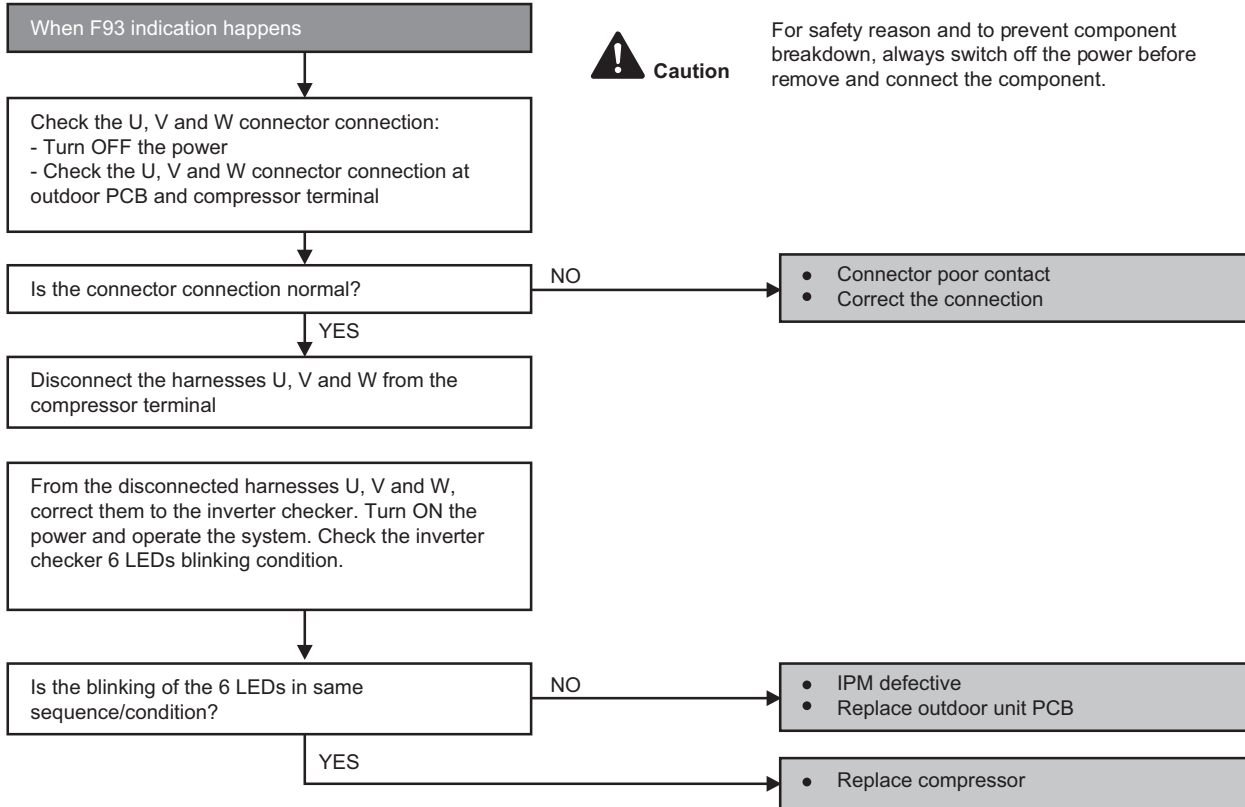 When F93 indication happens
Caution
For safety reason and to prevent component
breakdown, always switch off the power before
remove and connect the component.
Check the U, V and W connector connection:
- Turn OFF the power
- Check the U, V and W connector connection at
outdoor PCB and compressor terminal
Is the connector connection normal?
NO
● Connector poor contact
● Correct the connection
YES
Disconnect the harnesses U, V and W from the
compressor terminal
From the disconnected harnesses U, V and W,
correct them to the inverter checker. Turn ON the
power and operate the system. Check the inverter
checker 6 LEDs blinking condition.
Is the blinking of the 6 LEDs in same
sequence/condition?
NO
● IPM defective
● Replace outdoor unit PCB
YES
● Replace compressor